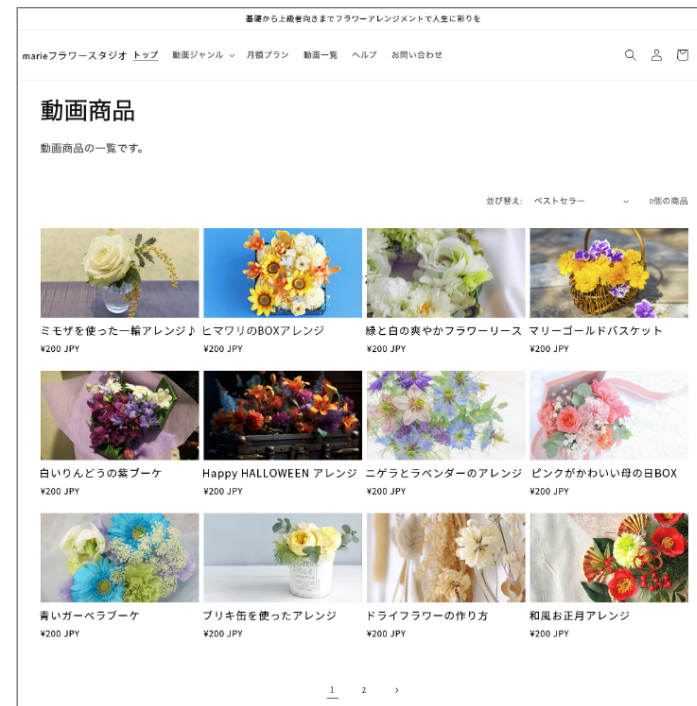 基礎から上級者向きまでフラワーアレンジメントで人生に彩りを
marieフラワースタジオ トップ 動画ジャンル 月額プラン 動画一覧 ヘルプ お問い合わせ
動画商品
動画商品の一覧です。
並び替え: ベストセラー 0個の商品
ミモザを使った一輪アレンジ♪ ヒマワリのBOXアレンジ 緑と白の爽やかフラワーリース マリーゴールドバスケット
¥200 JPY ¥200 JPY ¥200 JPY ¥200 JPY
白いりんどうの紫ブーケ Happy HALLOWEEN アレンジ ニゲラとラベンダーのアレンジ ピンクがかわいい母の日BOX
¥200 JPY ¥200 JPY ¥200 JPY ¥200 JPY
青いガーベラブーケ ブリキ缶を使ったアレンジ ドライフラワーの作り方 和風お正月アレンジ
¥200 JPY ¥200 JPY ¥200 JPY ¥200 JPY
1 2 >